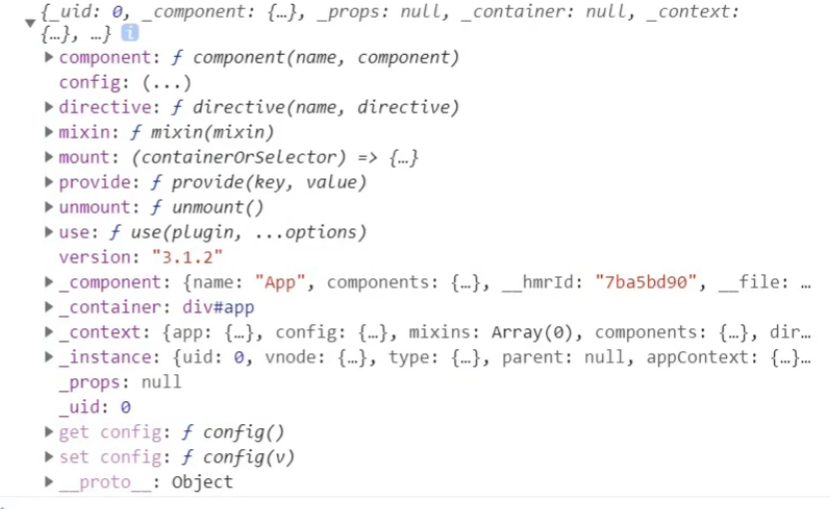 {_uid: 0, _component: {…}, _props: null, _container: null, _context:
{…}, …} i
component: ƒ component(name, component)
config: (...)
directive: ƒ directive(name, directive)
mixin: ƒ mixin(mixin)
mount: (containerOrSelector) => {…}
provide: ƒ provide(key, value)
unmount: ƒ unmount()
use: ƒ use(plugin, ...options)
version: "3.1.2"
_component: {name: "App", components: {…}, __hmrId: "7ba5bd90", __file: …
_container: div#app
_context: {app: {…}, config: {…}, mixins: Array(0), components: {…}, dir…
_instance: {uid: 0, vnode: {…}, type: {…}, parent: null, appContext: {…}…
_props: null
_uid: 0
get config: ƒ config()
set config: ƒ config(v)
__proto__: Object